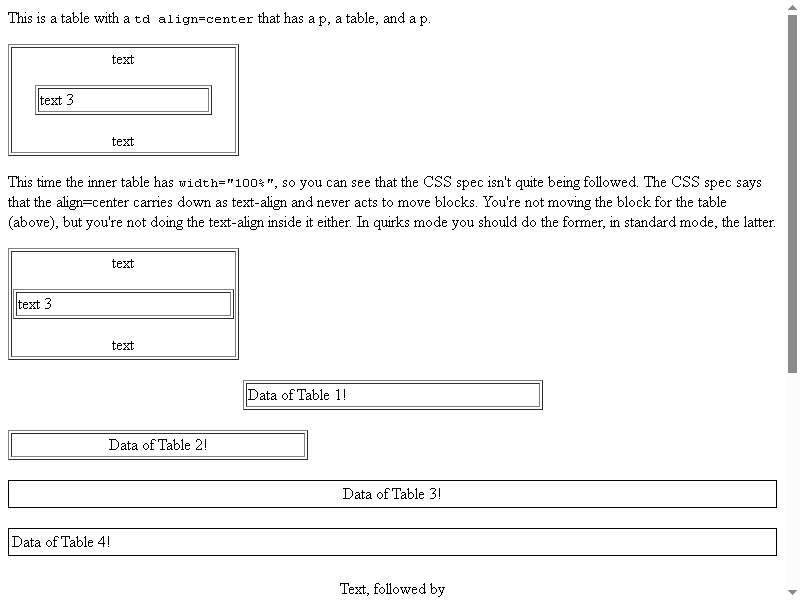 This is a table with a td align=center that has a p, a table, and a p.
text
text 3
text
This time the inner table has width="100%", so you can see that the CSS spec isn't quite being followed. The CSS spec says
that the align=center carries down as text-align and never acts to move blocks. You're not moving the block for the table
(above), but you're not doing the text-align inside it either. In quirks mode you should do the former, in standard mode, the latter.
text
text 3
text
Data of Table 1!
Data of Table 2!
Data of Table 3!
Data of Table 4!
Text, followed by